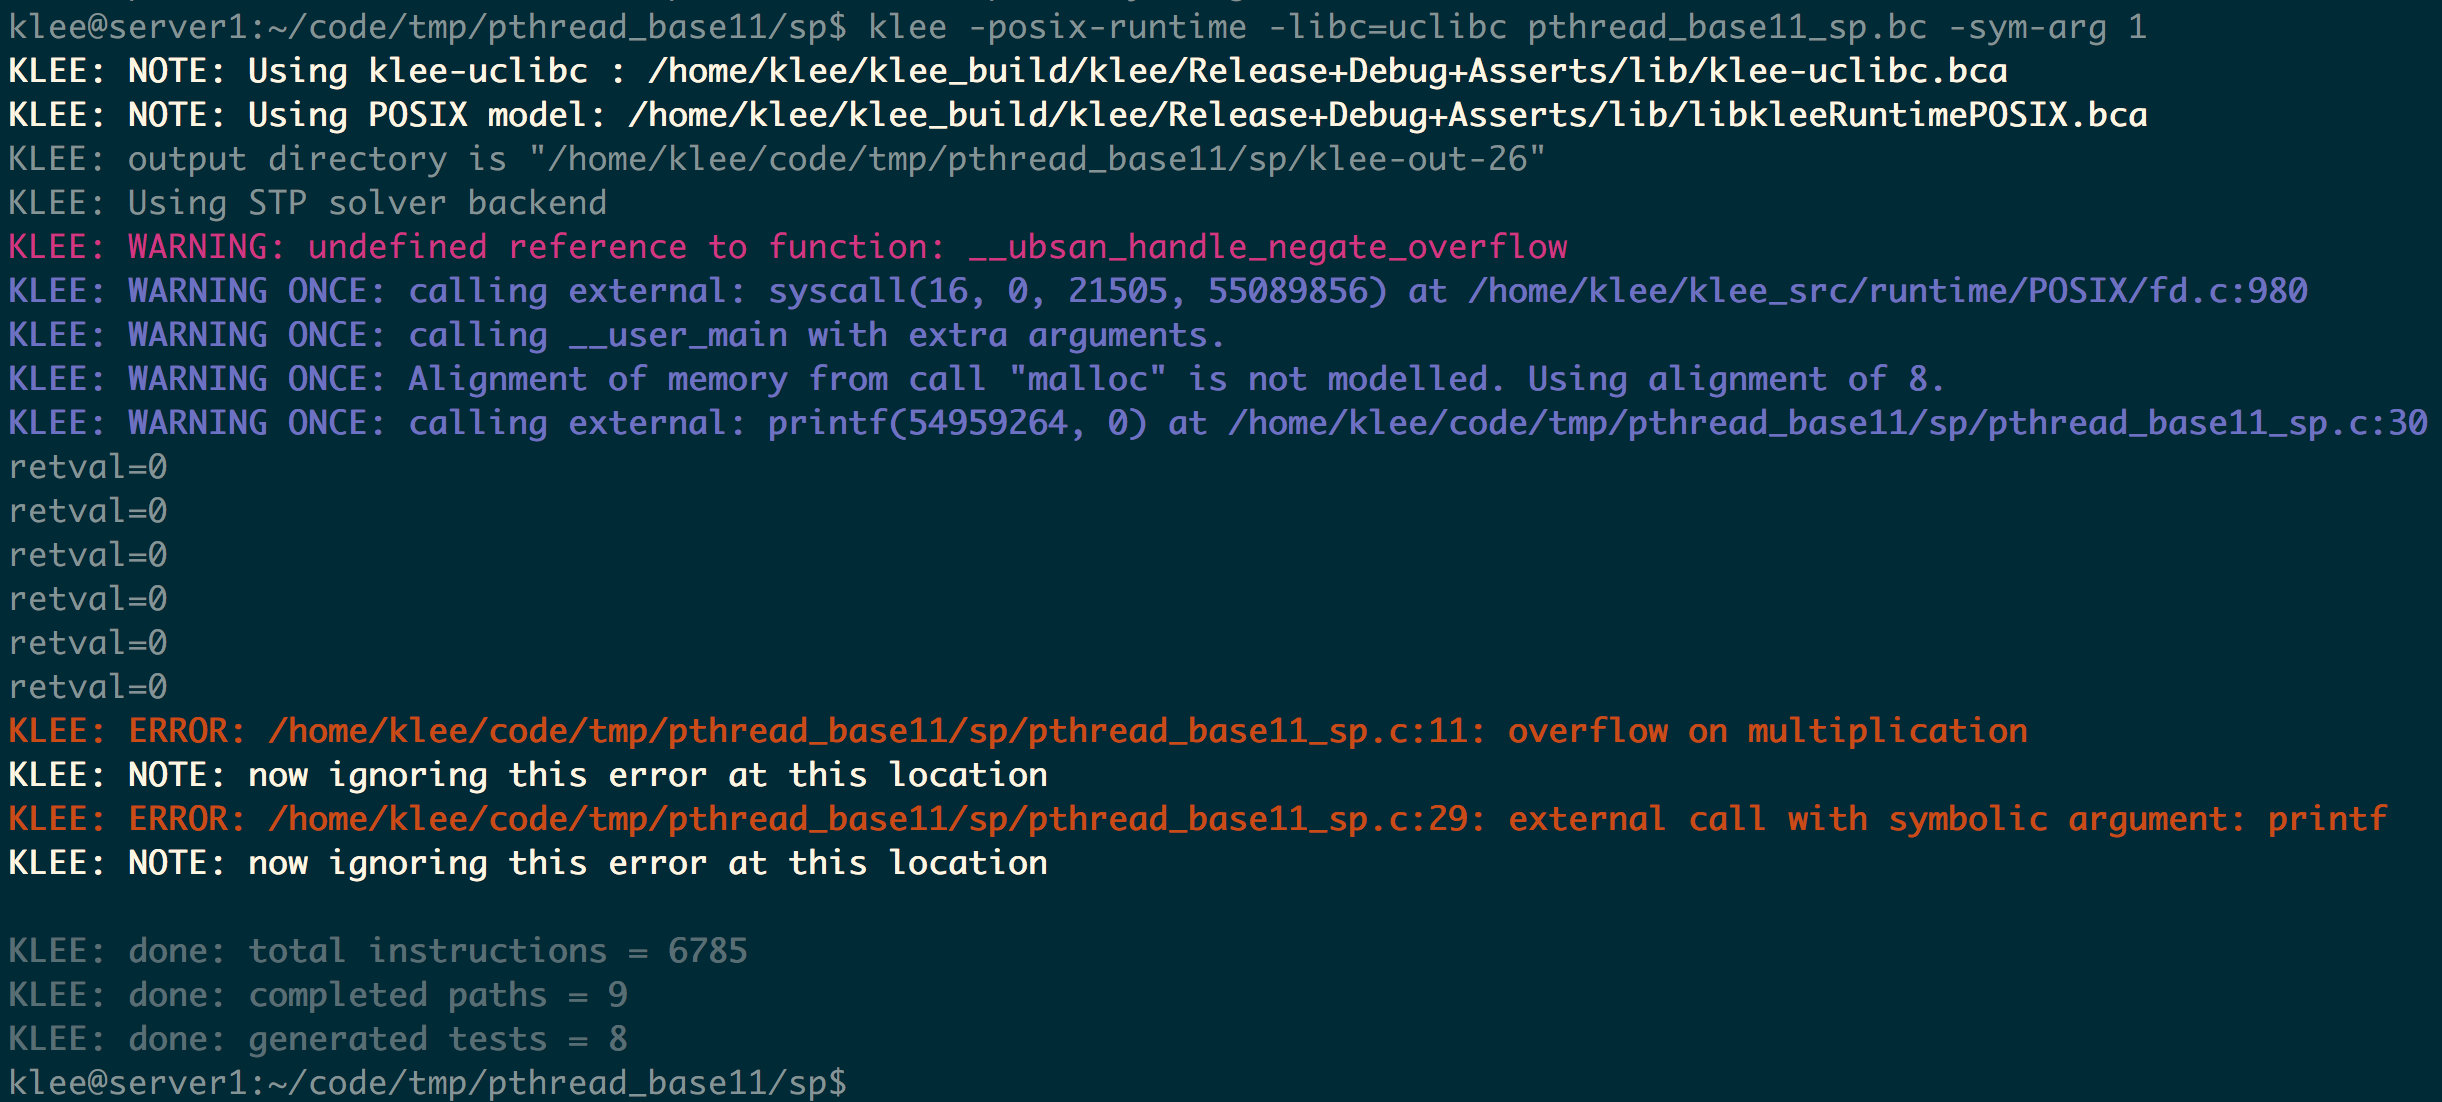 klee@server1:~/code/tmp/pthread_base11/sp$ klee -posix-runtime -libc=uclibc pthread_base11_sp.bc -sym-arg 1
KLEE: NOTE: Using klee-uclibc : /home/klee/klee_build/klee/Release+Debug+Asserts/lib/klee-uclibc.bca
KLEE: NOTE: Using POSIX model: /home/klee/klee_build/klee/Release+Debug+Asserts/lib/libkleeRuntimePOSIX.bca
KLEE: output directory is "/home/klee/code/tmp/pthread_base11/sp/klee-out-26"
KLEE: Using STP solver backend
KLEE: WARNING: undefined reference to function: __ubsan_handle_negate_overflow
KLEE: WARNING ONCE: calling external: syscall(16, 0, 21505, 55089856) at /home/klee/klee_src/runtime/POSIX/fd.c:980
KLEE: WARNING ONCE: calling __user_main with extra arguments.
KLEE: WARNING ONCE: Alignment of memory from call "malloc" is not modelled. Using alignment of 8.
KLEE: WARNING ONCE: calling external: printf(54959264, 0) at /home/klee/code/tmp/pthread_base11/sp/pthread_base11_sp.c:30
retval=0
retval=0
retval=0
retval=0
retval=0
retval=0
KLEE: ERROR: /home/klee/code/tmp/pthread_base11/sp/pthread_base11_sp.c:11: overflow on multiplication
KLEE: NOTE: now ignoring this error at this location
KLEE: ERROR: /home/klee/code/tmp/pthread_base11/sp/pthread_base11_sp.c:29: external call with symbolic argument: printf
KLEE: NOTE: now ignoring this error at this location
KLEE: done: total instructions = 6785
KLEE: done: completed paths = 9
KLEE: done: generated tests = 8
klee@server1:~/code/tmp/pthread_base11/sp$